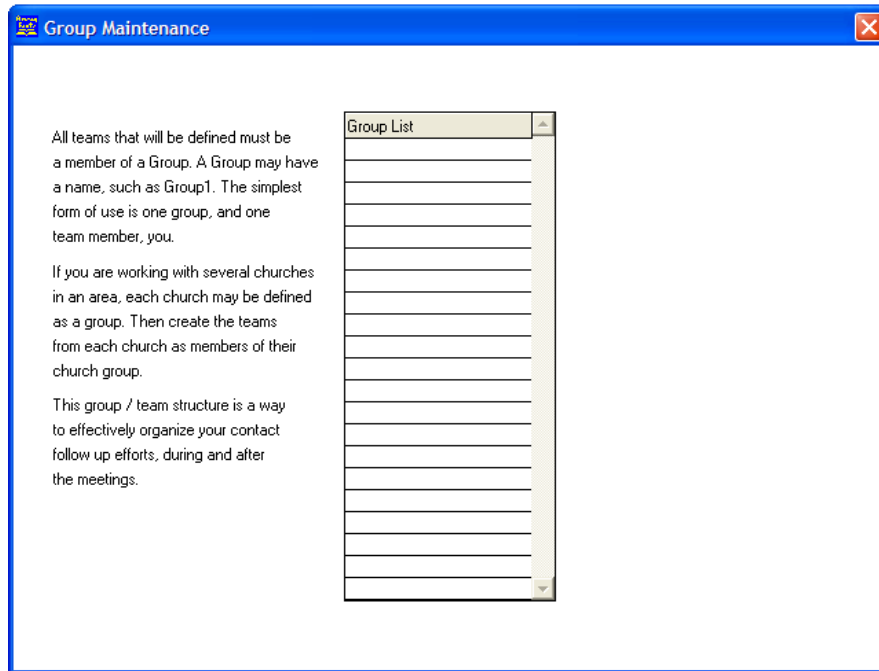 Group Maintenance
All teams that will be defined must be
a member of a Group. A Group may have
a name, such as Group1. The simplest
form of use is one group, and one
team member, you.
If you are working with several churches
in an area, each church may be defined
as a group. Then create the teams
from each church as members of their
church group.
This group / team structure is a way
to effectively organize your contact
follow up efforts, during and after
the meetings.
Group List